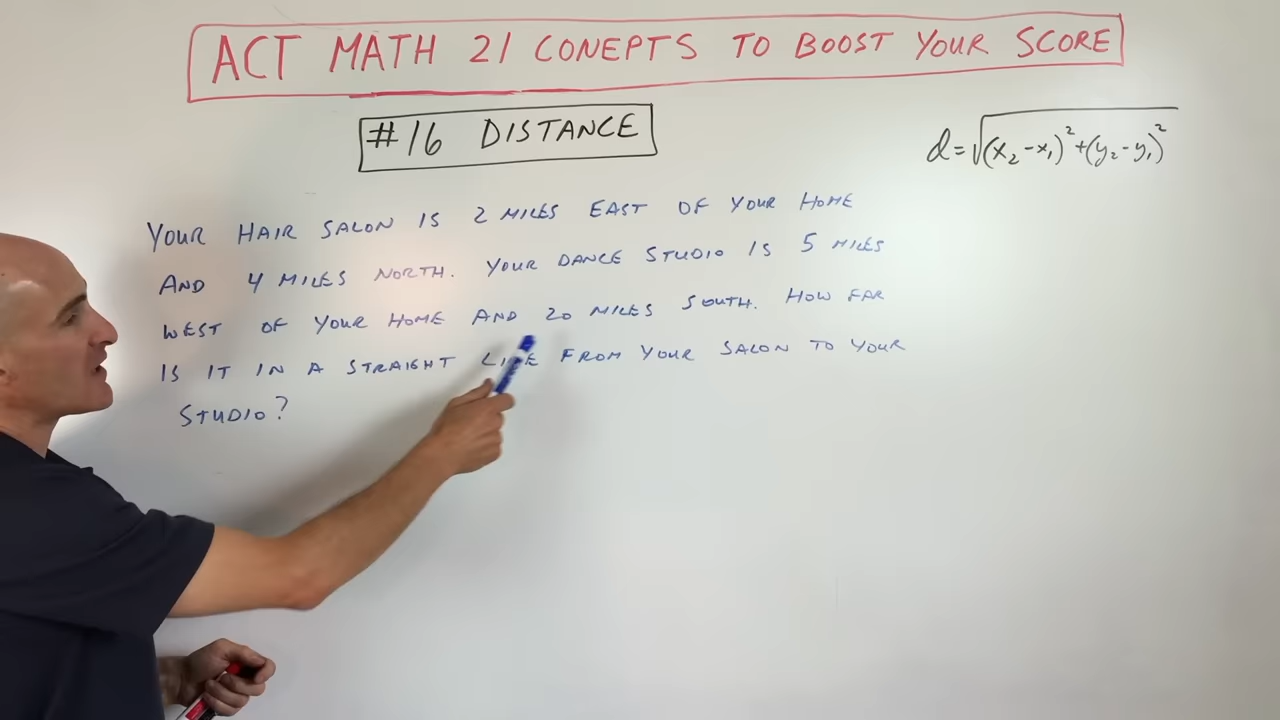 ACT MATH 21 CONEPTS TO BOOST YOUR SCORE
#16 DISTANCE
d=√(x₂-x₁)²+(y₂-y₁)²
YOUR HAIR SALON IS 2 MILES EAST OF YOUR HOME
AND 4 MILES NORTH. YOUR DANCE STUDIO IS 5 MILES
WEST OF YOUR HOME AND 20 MILES SOUTH. HOW FAR
IS IT IN A STRAIGHT LINE FROM YOUR SALON TO YOUR
STUDIO?